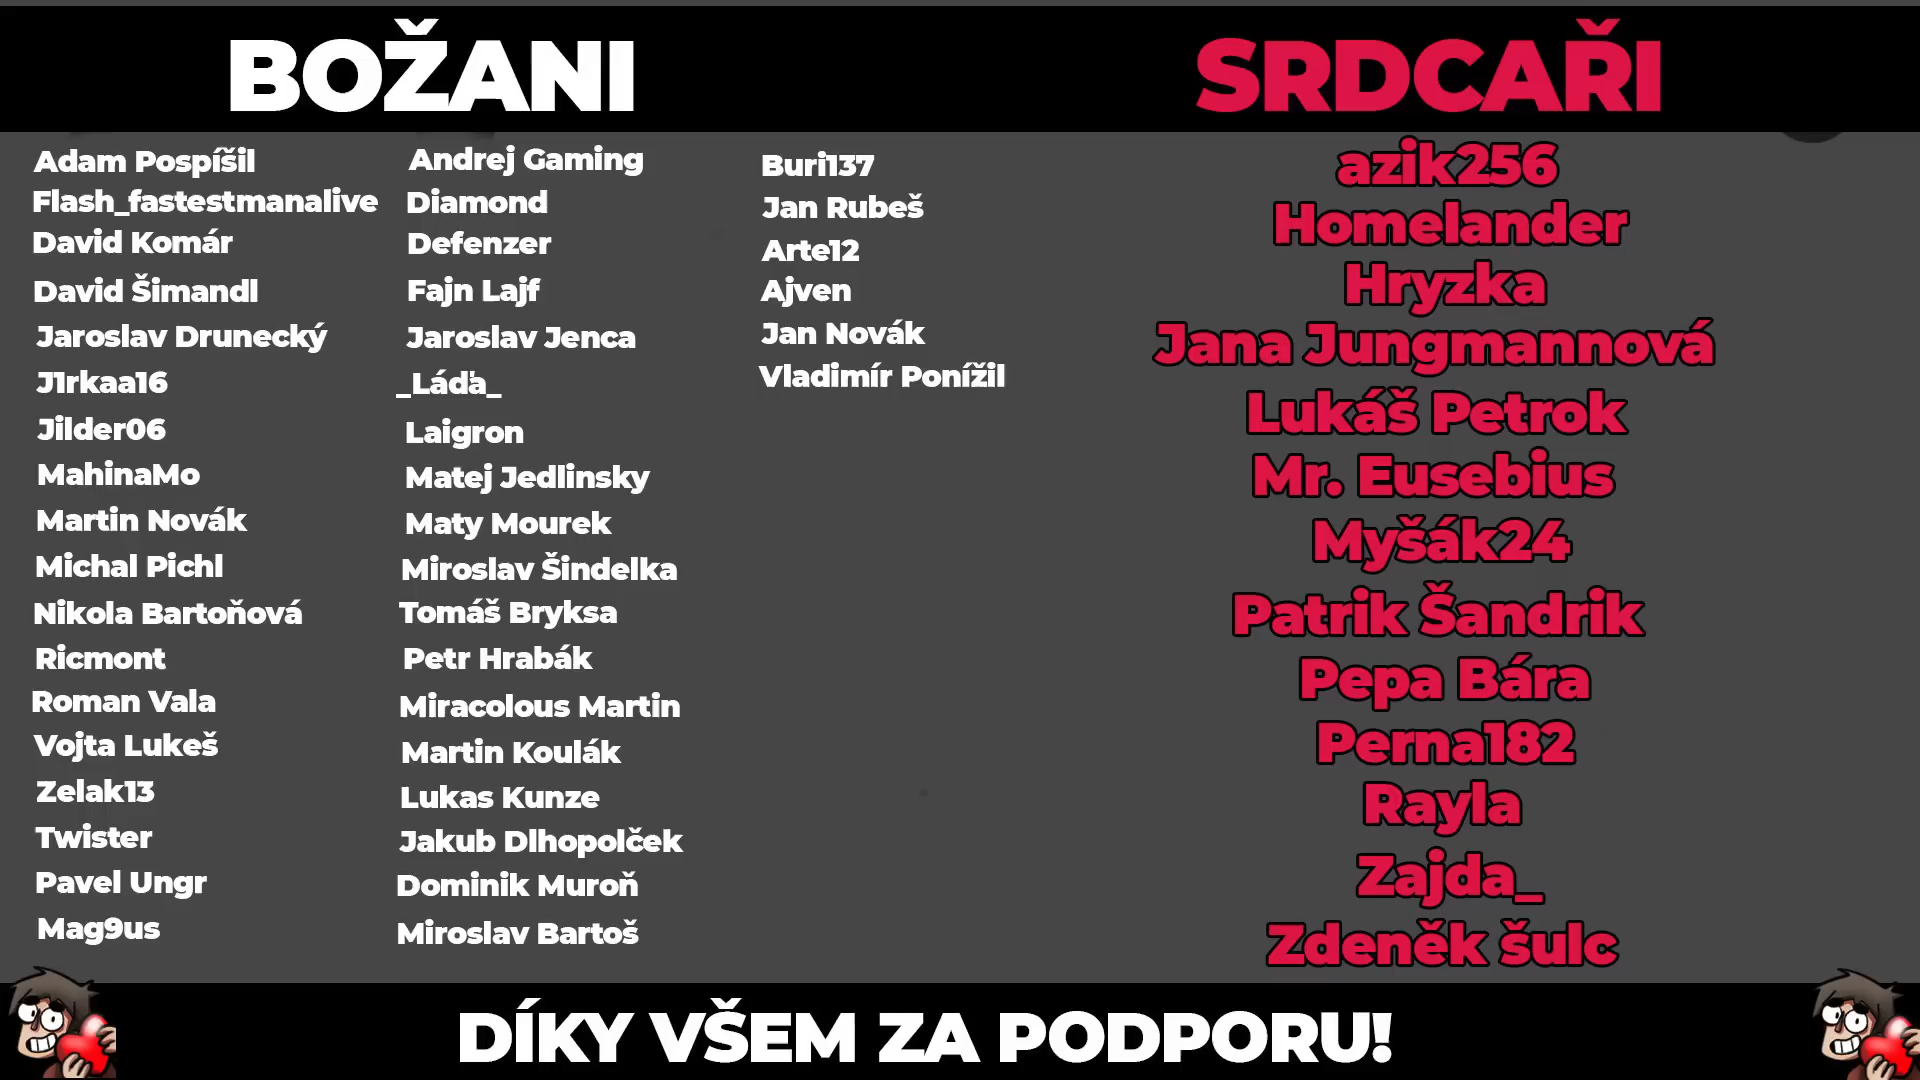 BOŽANI
Adam Pospíšil
Flash_fastestmanalive
David Komár
David Šimandl
Jaroslav Drunecký
J1rkaa16
Jilder06
MahinaMo
Martin Novák
Michal Pichl
Nikola Bartoňová
Ricmont
Roman Vala
Vojta Lukeš
Zelak13
Twister
Pavel Ungr
Mag9us
Andrej Gaming
Diamond
Defenzer
Fajn Lajf
Jaroslav Jenca
_Láďa_
Laigron
Matej Jedlinsky
Maty Mourek
Miroslav Šindelka
Tomáš Bryksa
Petr Hrabák
Miracolous Martin
Martin Koulák
Lukas Kunze
Jakub Dlhopolček
Dominik Muroň
Miroslav Bartoš
Buri137
Jan Rubeš
Arte12
Ajven
Jan Novák
Vladimír Ponížil
SRDCAŘI
azik256
Homelander
Hryzka
Jana Jungmannová
Lukáš Petrok
Mr. Eusebius
Myšák24
Patrik Šandrik
Pepa Bára
Perna182
Rayla
Zajda_
Zdeněk šulc
DÍKY VŠEM ZA PODPORU!